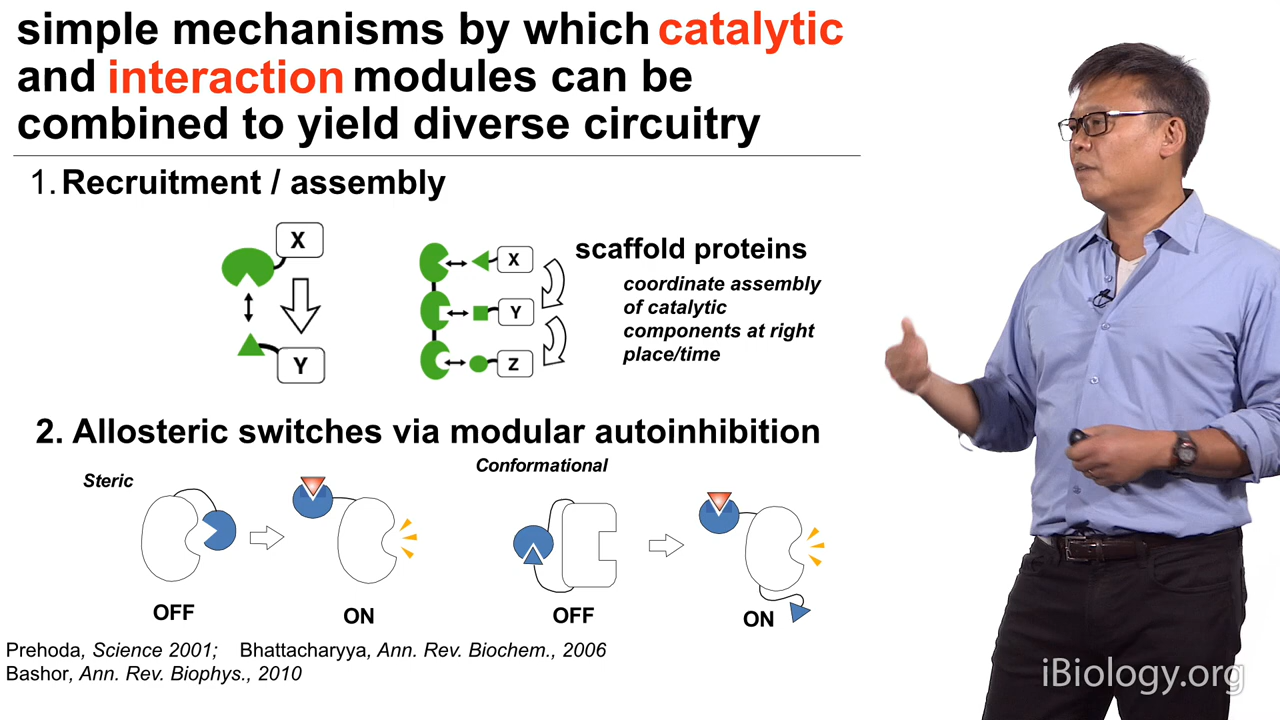 simple mechanisms by which catalytic
and interaction modules can be
combined to yield diverse circuitry
1. Recruitment / assembly
X
Y
X
Y
Z
scaffold proteins
coordinate assembly
of catalytic
components at right
place/time
2. Allosteric switches via modular autoinhibition
Steric
Conformational
OFF
ON
OFF
ON
Prehoda, Science 2001; Bhattacharyya, Ann. Rev. Biochem., 2006
Bashor, Ann. Rev. Biophys., 2010
iBiology.org